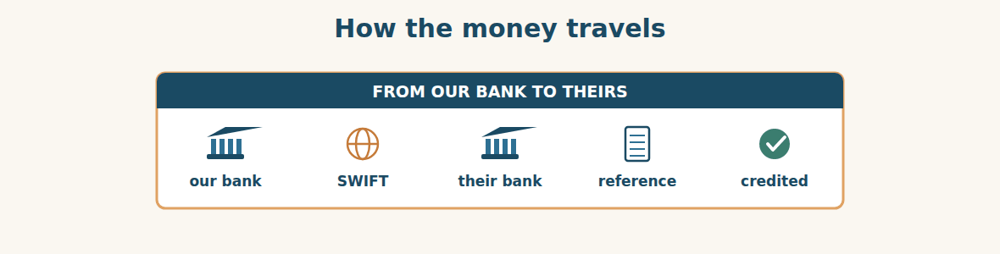 How the money travels
FROM OUR BANK TO THEIRS
our bank
SWIFT
their bank
reference
credited